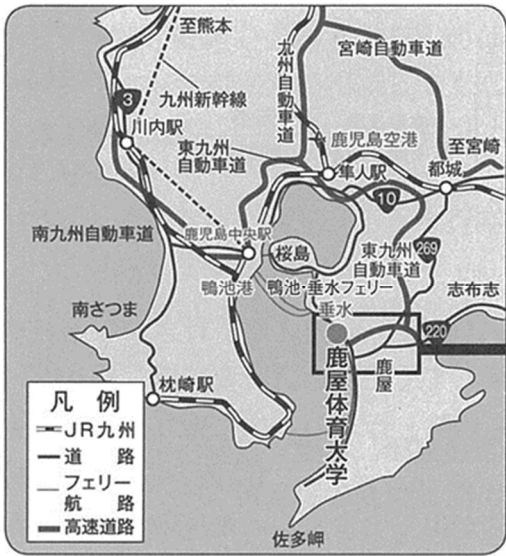 至熊本
九州新幹線
3
川内駅
九州自動車道
宮崎自動車道
鹿児島空港
東九州
自動車道
隼人駅
至宮崎
都城
10
南九州自動車道
鹿児島中央駅
桜島
東九州
自動車道
269
鴨池港
鴨池・垂水フェリー
志布志
南さつま
垂水
220
鹿屋
鹿屋体育大学
枕崎駅
佐多岬
凡例
JR九州
道路
フェリー
航路
高速道路